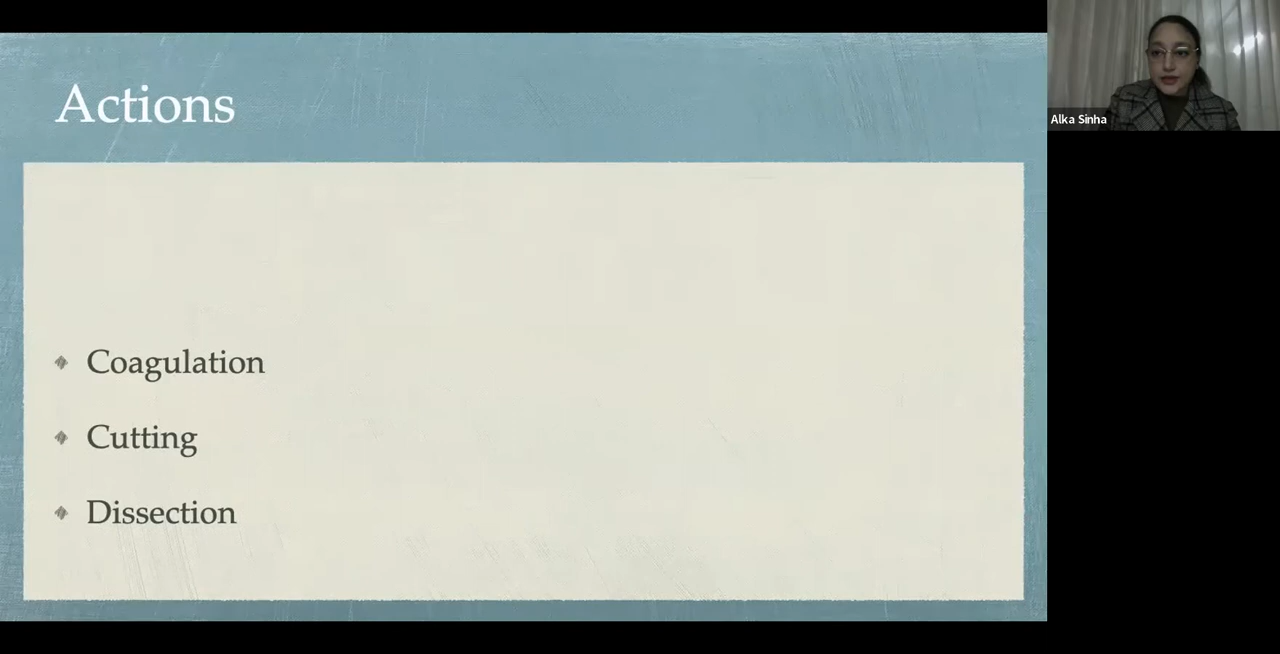 Actions
Coagulation
Cutting
Dissection
Alka Sinha